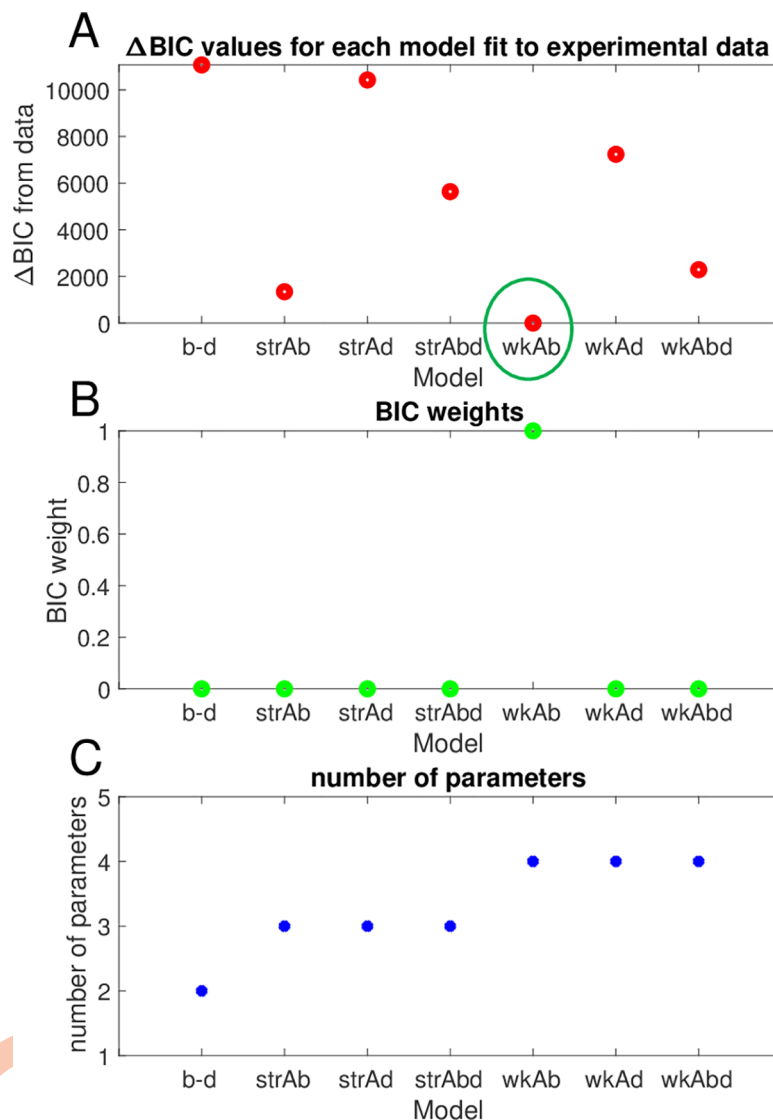 A
ΔBIC values for each model fit to experimental data
ΔBIC from data
10000
8000
6000
4000
2000
0
b-d strAb strAd strAbd wkAb wkAd wkAbd
Model
B
BIC weights
BIC weight
1
0.8
0.6
0.4
0.2
0
b-d strAb strAd strAbd wkAb wkAd wkAbd
Model
C
number of parameters
number of parameters
5
4
3
2
1
b-d strAb strAd strAbd wkAb wkAd wkAbd
Model